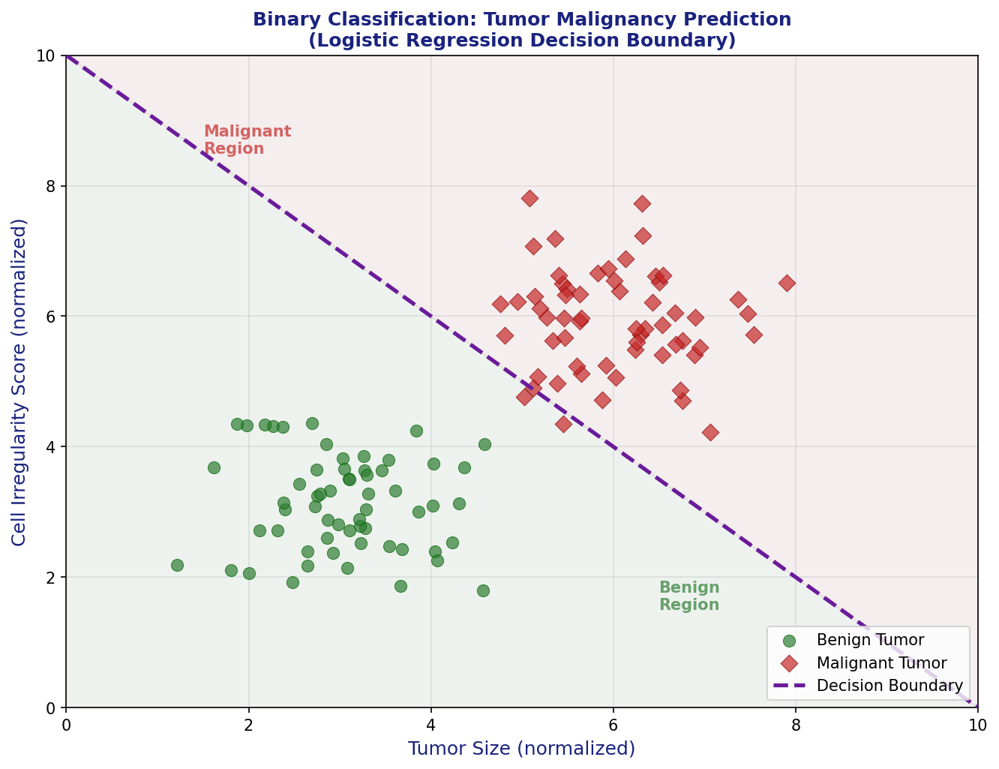 Binary Classification: Tumor Malignancy Prediction
(Logistic Regression Decision Boundary)
10
8
6
4
2
0
Cell Irregularity Score (normalized)
Malignant
Region
Benign
Region
Benign Tumor
Malignant Tumor
Decision Boundary
0
2
4
6
8
10
Tumor Size (normalized)